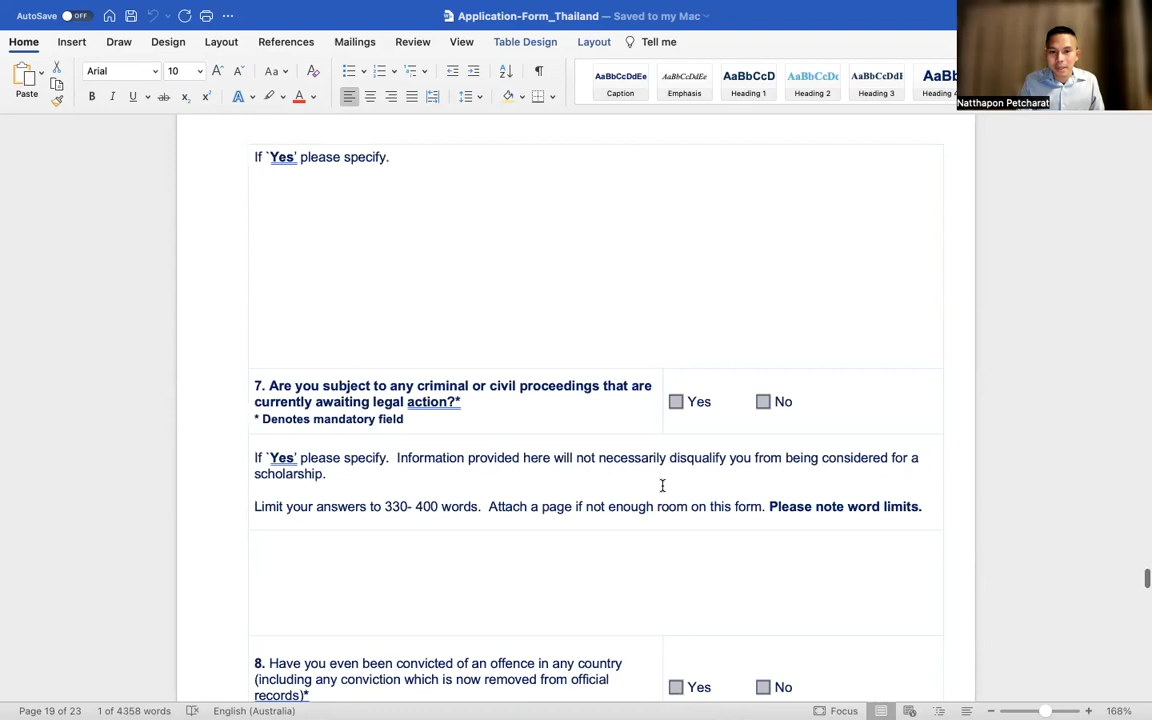 AutoSave OFF
Application-Form_Thailand — Saved to my Mac
Home Insert Draw Design Layout References Mailings Review View Table Design Layout Tell me
Paste
Arial 10
AaBbCcDdEe AaBbCcDdEe AaBbCcD AaBbCcDc AaBbCcDdE AaBb
Caption Emphasis Heading 1 Heading 2 Heading 3 Heading
Natthapon Petcharat
If `Yes' please specify.
7. Are you subject to any criminal or civil proceedings that are
currently awaiting legal action?*
* Denotes mandatory field
Yes No
If `Yes' please specify. Information provided here will not necessarily disqualify you from being considered for a
scholarship.
Limit your answers to 330- 400 words. Attach a page if not enough room on this form. Please note word limits.
8. Have you even been convicted of an offence in any country
(including any conviction which is now removed from official
records)*
Yes No
Page 19 of 23 1 of 4358 words English (Australia) Focus 168%